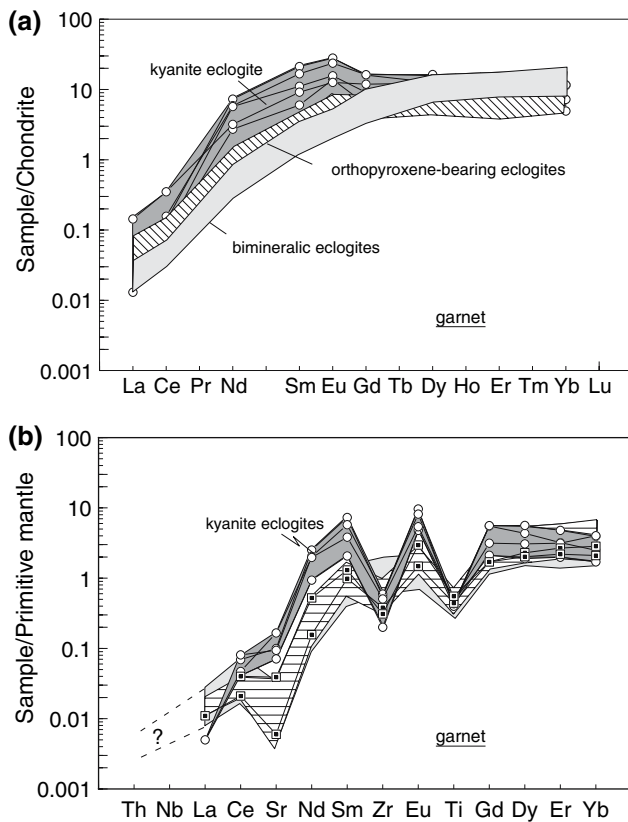 (a)
100
10
1
0.1
0.01
0.001
Sample/Chondrite
kyanite eclogite
orthopyroxene-bearing eclogites
bimineralic eclogites
garnet
La Ce Pr Nd Sm Eu Gd Tb Dy Ho Er Tm Yb Lu
(b)
100
10
1
0.1
0.01
0.001
Sample/Primitive mantle
kyanite eclogites
?
garnet
Th Nb La Ce Sr Nd Sm Zr Eu Ti Gd Dy Er Yb